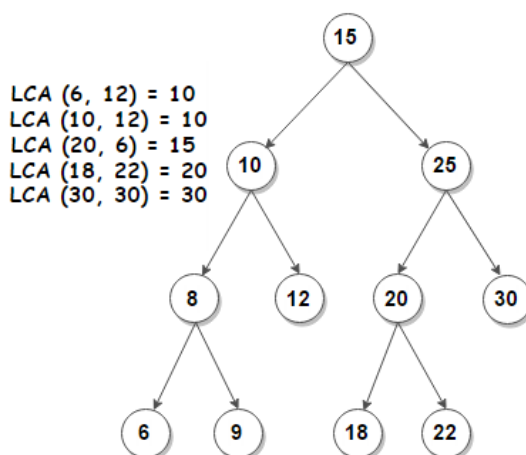 15
LCA (6, 12) = 10
LCA (10, 12) = 10
LCA (20, 6) = 15
LCA (18, 22) = 20
LCA (30, 30) = 30
10 25
8 12 20 30
6 9 18 22